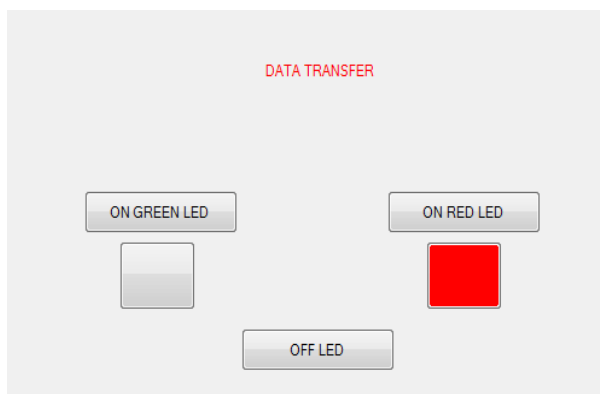 DATA TRANSFER
ON GREEN LED
ON RED LED
OFF LED